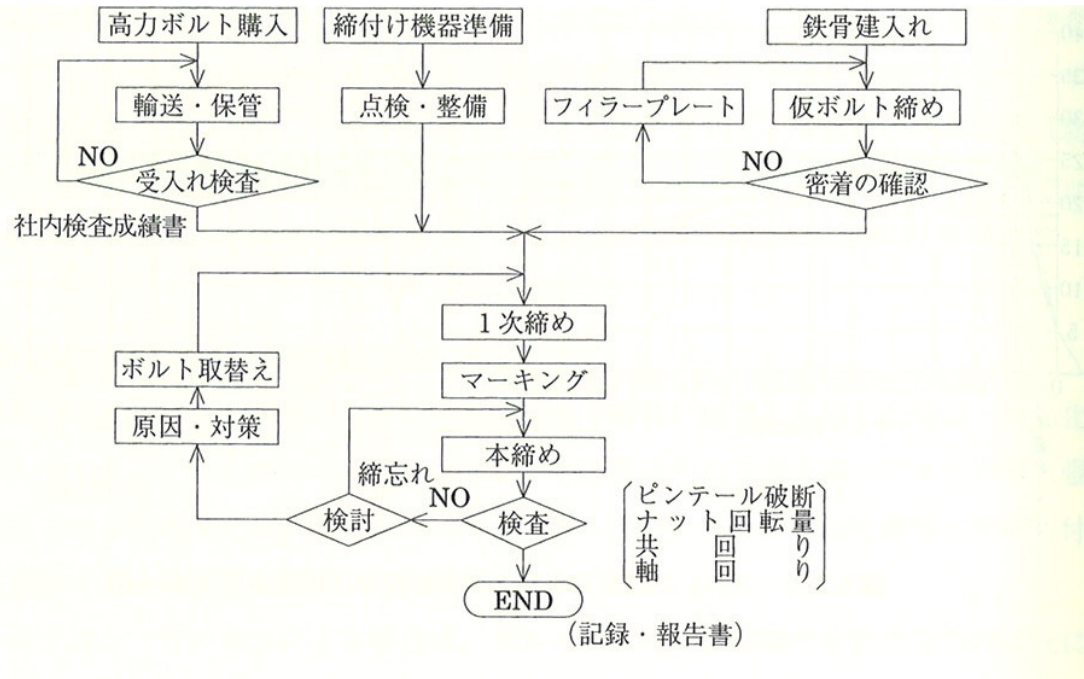 高力ボルト購入
締付け機器準備
鉄骨建入れ
輸送・保管
点検・整備
フィラープレート
仮ボルト締め
NO
受入れ検査
NO
密着の確認
社内検査成績書
1次締め
ボルト取替え
マーキング
原因・対策
本締め
締忘れ
NO
検討
検査
ピンテール破断
ナット回転量
共回り
軸回り
END
(記録・報告書)